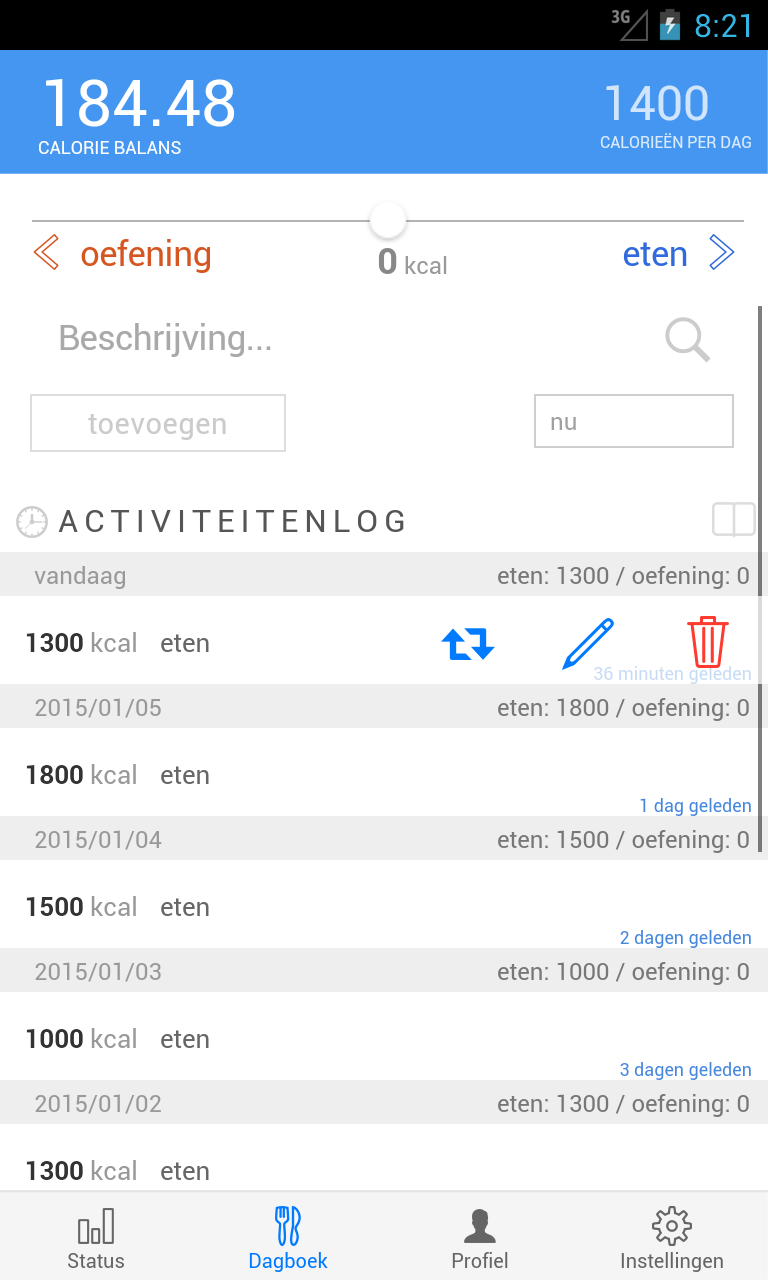 3G 8:21
184.48 1400
CALORIE BALANS CALORIEËN PER DAG
oefening 0 kcal eten
Beschrijving...
toevoegen nu
ACTIVITEITENLOG
vandaag eten: 1300 / oefening: 0
1300 kcal eten
36 minuten geleden
2015/01/05 eten: 1800 / oefening: 0
1800 kcal eten
1 dag geleden
2015/01/04 eten: 1500 / oefening: 0
1500 kcal eten
2 dagen geleden
2015/01/03 eten: 1000 / oefening: 0
1000 kcal eten
3 dagen geleden
2015/01/02 eten: 1300 / oefening: 0
1300 kcal eten
Status Dagboek Profiel Instellingen